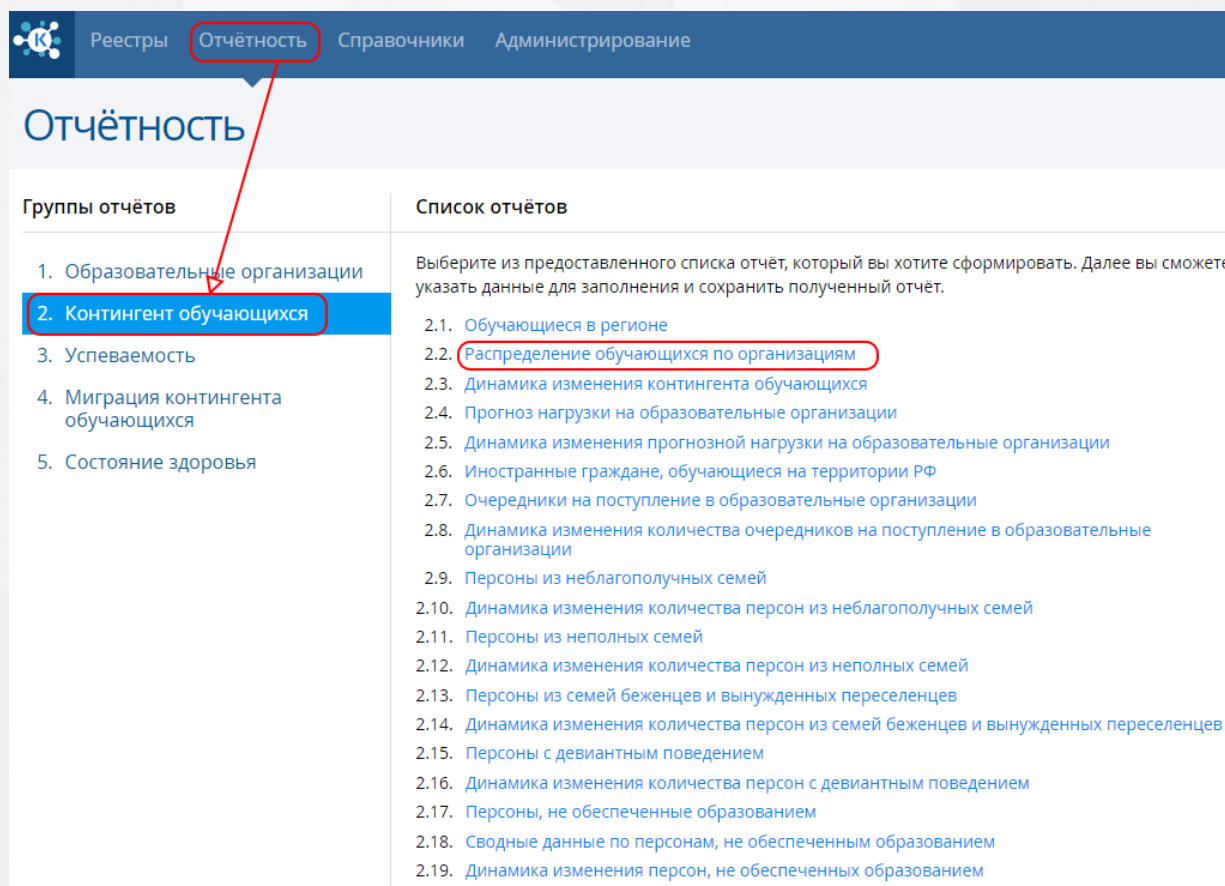 К Реестры Отчётность Справочники Администрирование
Отчётность
Группы отчётов
1. Образовательные организации
2. Контингент обучающихся
3. Успеваемость
4. Миграция контингента
обучающихся
5. Состояние здоровья
Список отчётов
Выберите из предоставленного списка отчёт, который вы хотите сформировать. Далее вы сможете
указать данные для заполнения и сохранить полученный отчёт.
2.1. Обучающиеся в регионе
2.2. Распределение обучающихся по организациям
2.3. Динамика изменения контингента обучающихся
2.4. Прогноз нагрузки на образовательные организации
2.5. Динамика изменения прогнозной нагрузки на образовательные организации
2.6. Иностранные граждане, обучающиеся на территории РФ
2.7. Очередники на поступление в образовательные организации
2.8. Динамика изменения количества очередников на поступление в образовательные
организации
2.9. Персоны из неблагополучных семей
2.10. Динамика изменения количества персон из неблагополучных семей
2.11. Персоны из неполных семей
2.12. Динамика изменения количества персон из неполных семей
2.13. Персоны из семей беженцев и вынужденных переселенцев
2.14. Динамика изменения количества персон из семей беженцев и вынужденных переселенцев
2.15. Персоны с девиантным поведением
2.16. Динамика изменения количества персон с девиантным поведением
2.17. Персоны, не обеспеченные образованием
2.18. Сводные данные по персонам, не обеспеченным образованием
2.19. Динамика изменения персон, не обеспеченных образованием